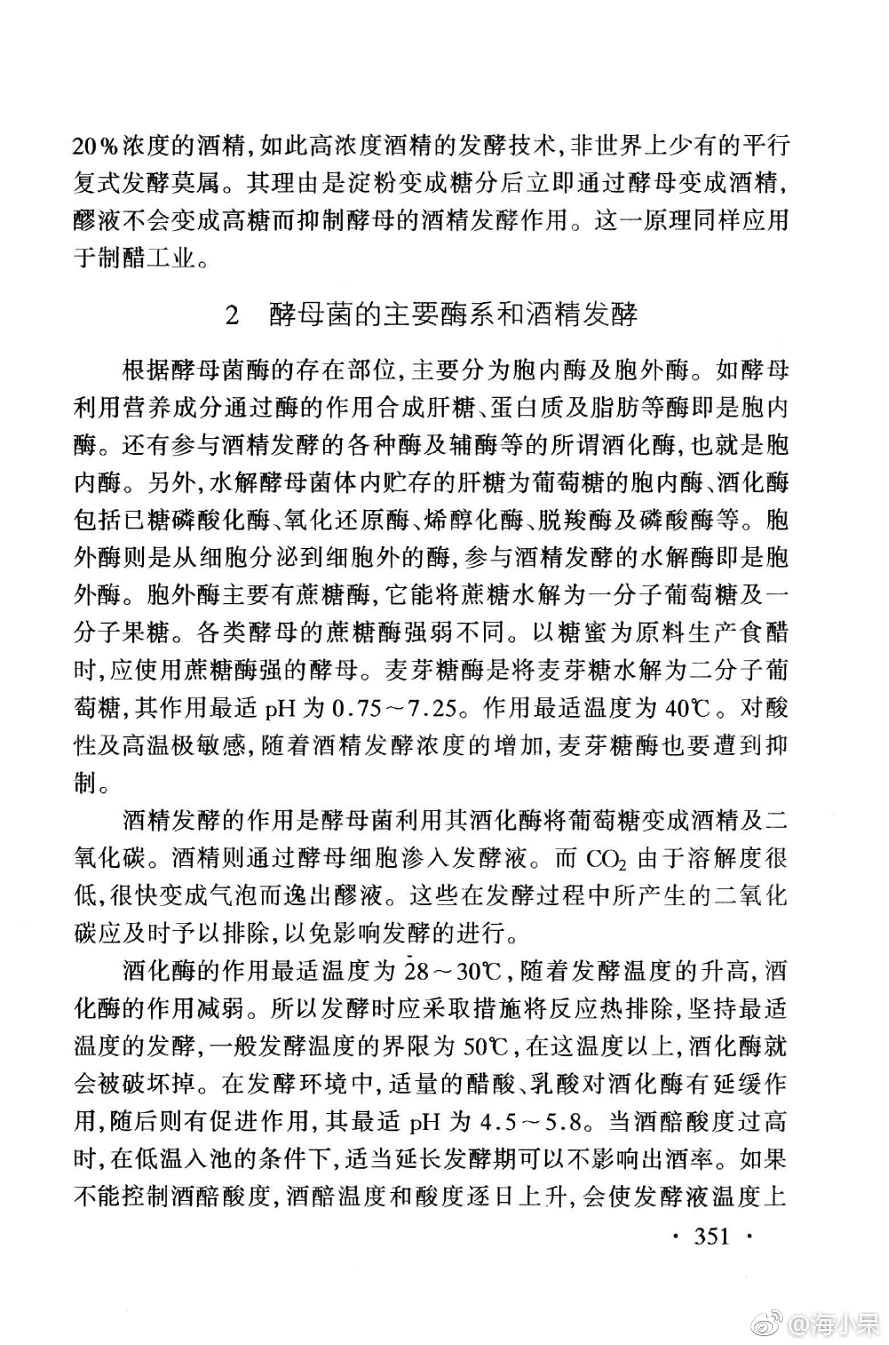 20%浓度的酒精,如此高浓度酒精的发酵技术,非世界上少有的平行
复式发酵莫属。其理由是淀粉变成糖分后立即通过酵母变成酒精,
醪液不会变成高糖而抑制酵母的酒精发酵作用。这一原理同样应用
于制醋工业。
2 酵母菌的主要酶系和酒精发酵
根据酵母菌酶的存在部位,主要分为胞内酶及胞外酶。如酵母
利用营养成分通过酶的作用合成肝糖、蛋白质及脂肪等酶即是胞内
酶。还有参与酒精发酵的各种酶及辅酶等的所谓酒化酶,也就是胞
内酶。另外,水解酵母菌体内贮存的肝糖为葡萄糖的胞内酶、酒化酶
包括已糖磷酸化酶、氧化还原酶、烯醇化酶、脱羧酶及磷酸酶等。胞
外酶则是从细胞分泌到细胞外的酶,参与酒精发酵的水解酶即是胞
外酶。胞外酶主要有蔗糖酶,它能将蔗糖水解为一分子葡萄糖及一
分子果糖。各类酵母的蔗糖酶强弱不同。以糖蜜为原料生产食醋
时,应使用蔗糖酶强的酵母。麦芽糖酶是将麦芽糖水解为二分子葡
萄糖,其作用最适 pH 为 0.75～7.25。作用最适温度为 40℃。对酸
性及高温极敏感,随着酒精发酵浓度的增加,麦芽糖酶也要遭到抑
制。
酒精发酵的作用是酵母菌利用其酒化酶将葡萄糖变成酒精及二
氧化碳。酒精则通过酵母细胞渗入发酵液。而 CO₂ 由于溶解度很
低,很快变成气泡而逸出醪液。这些在发酵过程中所产生的二氧化
碳应及时予以排除,以免影响发酵的进行。
酒化酶的作用最适温度为 28～30℃,随着发酵温度的升高,酒
化酶的作用减弱。所以发酵时应采取措施将反应热排除,坚持最适
温度的发酵,一般发酵温度的界限为 50℃,在这温度以上,酒化酶就
会被破坏掉。在发酵环境中,适量的醋酸、乳酸对酒化酶有延缓作
用,随后则有促进作用,其最适 pH 为 4.5～5.8。当酒醅酸度过高
时,在低温入池的条件下,适当延长发酵期可以不影响出酒率。如果
不能控制酒醅酸度,酒醅温度和酸度逐日上升,会使发酵液温度上
· 351 ·
@海小呆